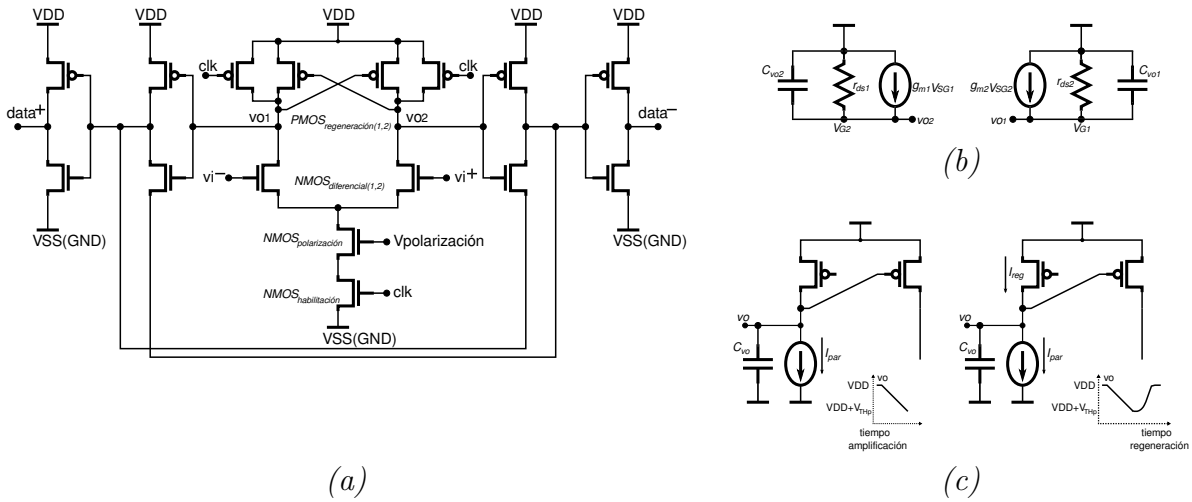 VDD VDD VDD VDD VDD
clk clk
data+ data−
vo1 PMOSregeneración(1,2) vo2
vi− NMOSdiferencial(1,2) vi+
VSS(GND) NMOSpolarización Vpolarización VSS(GND)
NMOShabilitación clk
VSS(GND)
(a)
Cvo2 rds1 gm1VSG1 gm2VSG2 rds2 Cvo1
VG2 vo2 vo1 VG1
(b)
Ireg
vo vo
Cvo Ipar Cvo Ipar
vo vo
VDD VDD
VDD+VTHp VDD+VTHp
tiempo tiempo
amplificación regeneración
(c)